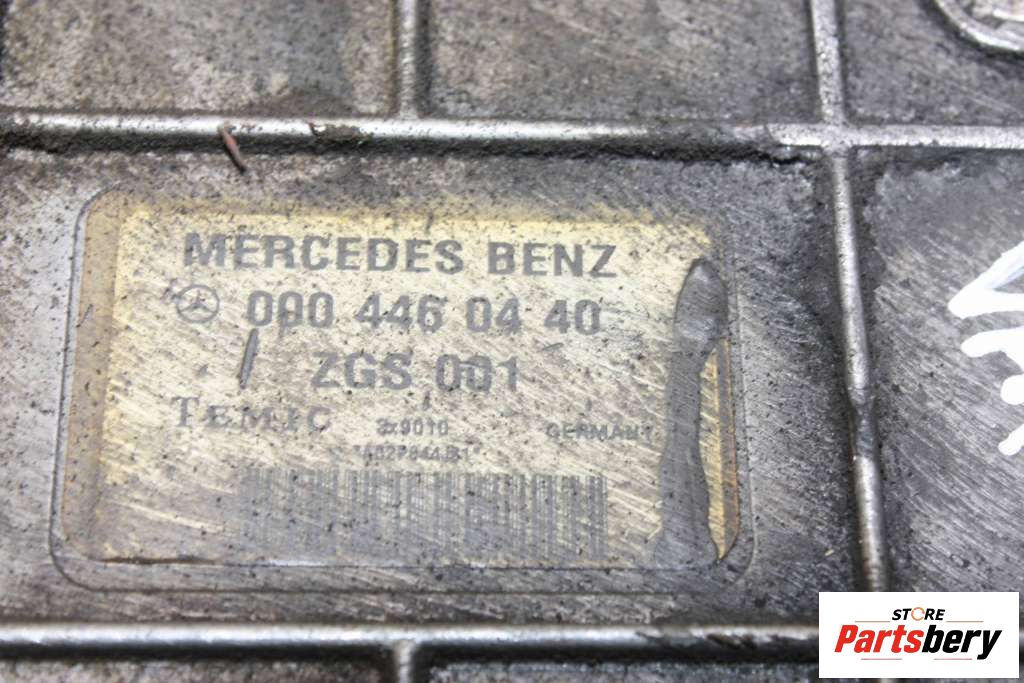 MERCEDES BENZ
000 446 04 40
ZGS 001
TEMIC
GERMANY
STORE
Partsbery